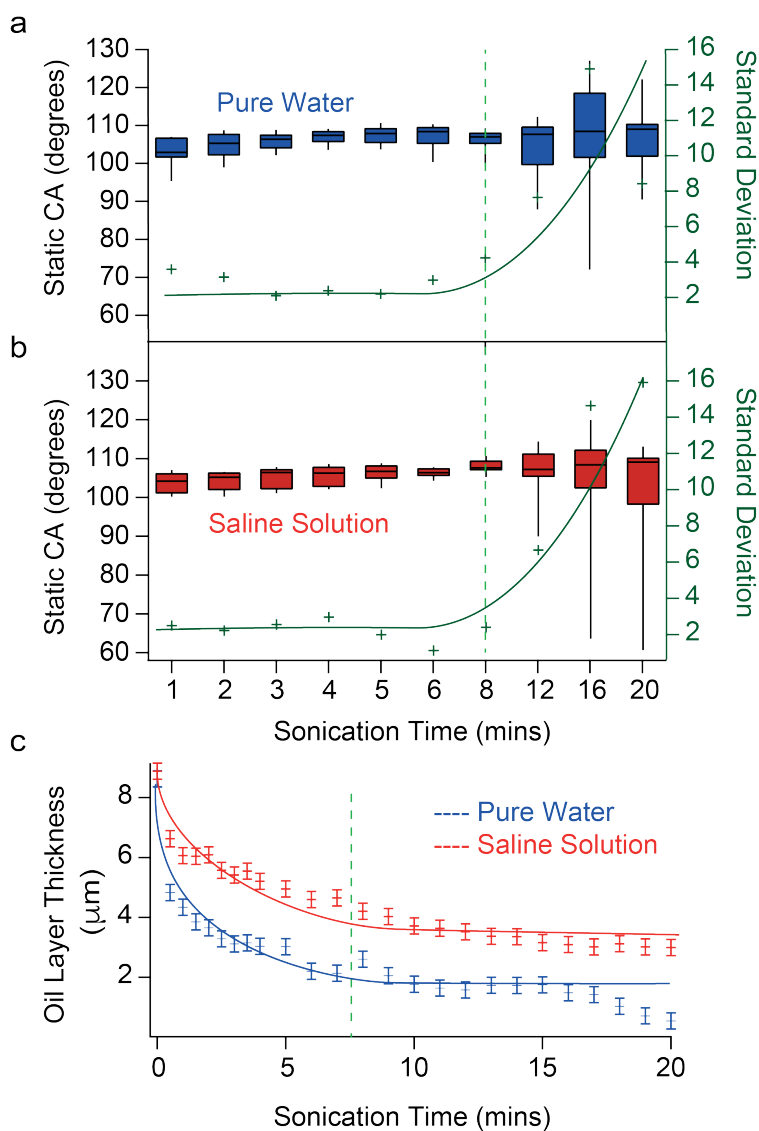 a
130
120
110
100
90
80
70
60
Static CA (degrees)
Pure Water
16
14
12
10
8
6
4
2
Standard Deviation
b
130
120
110
100
90
80
70
60
Static CA (degrees)
Saline Solution
16
14
12
10
8
6
4
2
Standard Deviation
1 2 3 4 5 6 8 12 16 20
Sonication Time (mins)
c
8
6
4
2
Oil Layer Thickness
(μm)
Pure Water
Saline Solution
0 5 10 15 20
Sonication Time (mins)